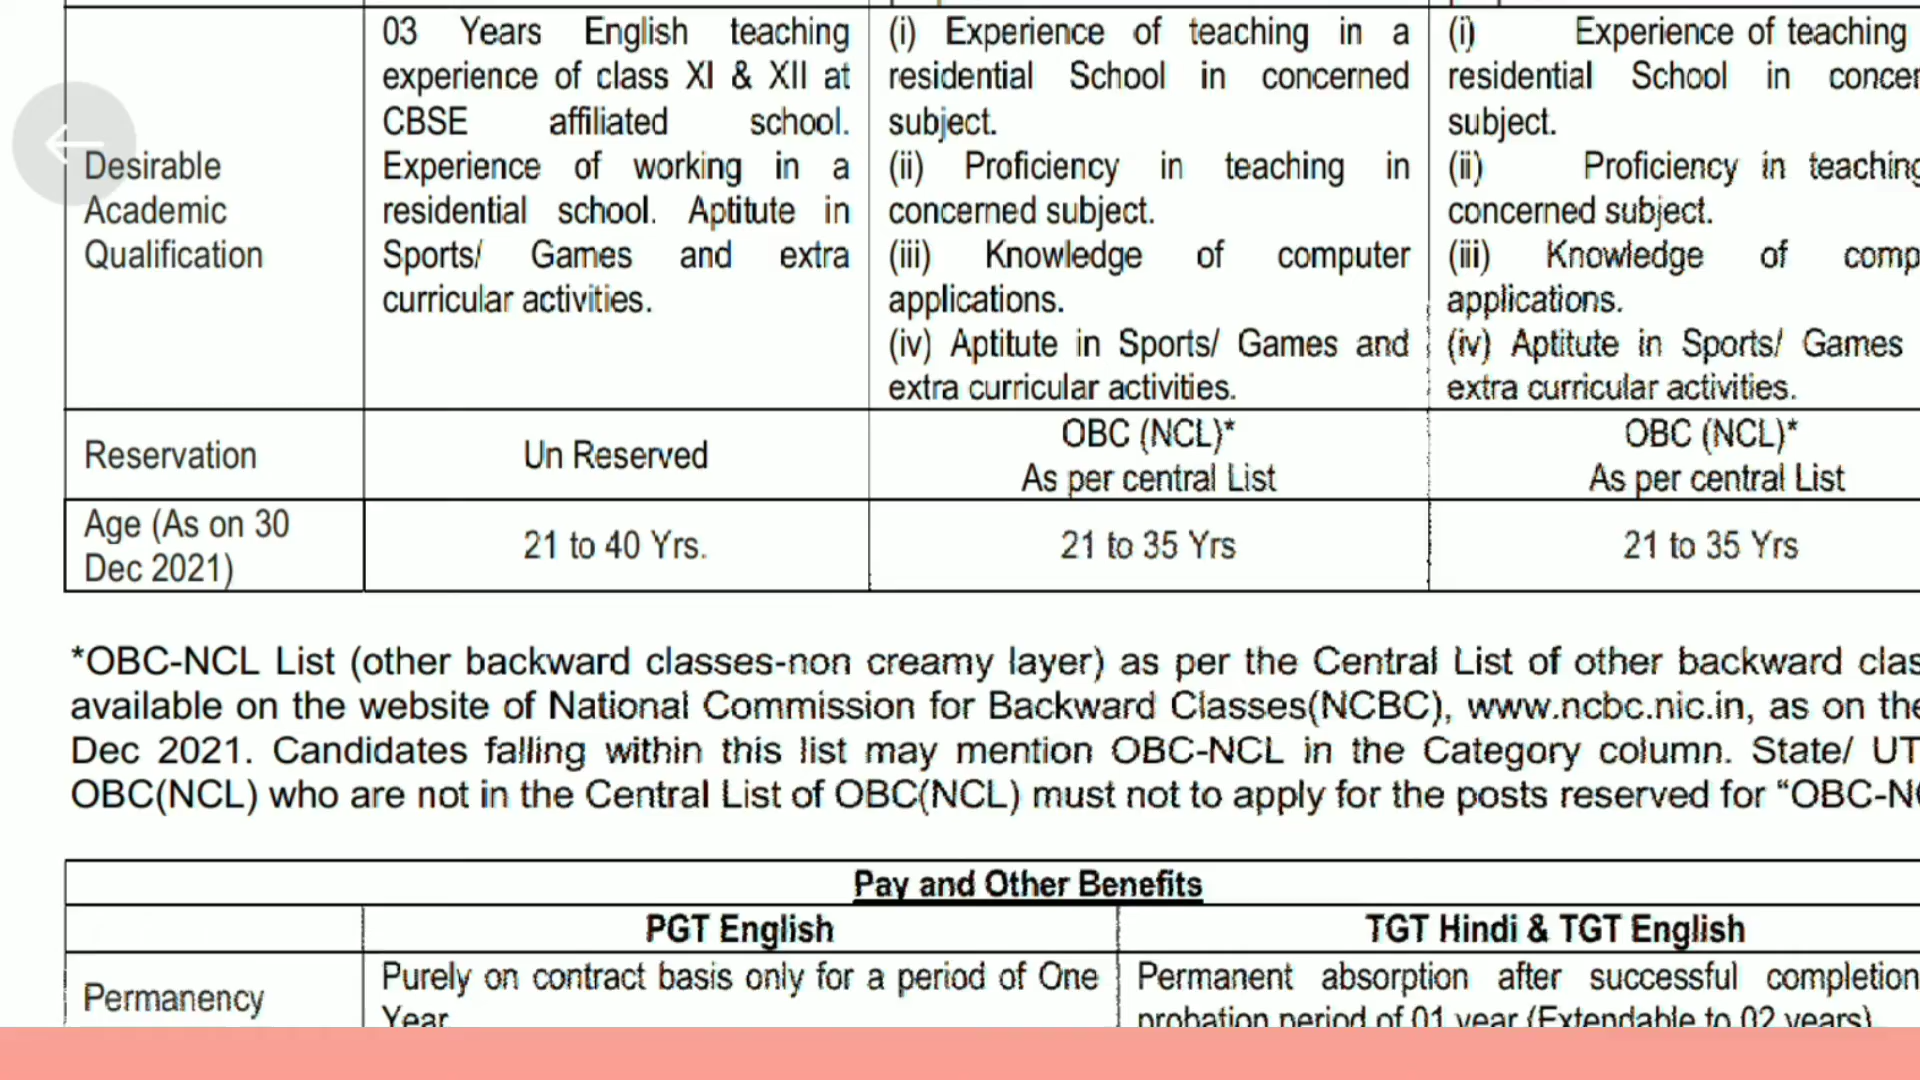 Desirable
Academic
Qualification
03 Years English teaching
experience of class XI & XII at
CBSE affiliated school.
Experience of working in a
residential school. Aptitute in
Sports/ Games and extra
curricular activities.
(i) Experience of teaching in a
residential School in concerned
subject.
(ii) Proficiency in teaching in
concerned subject.
(iii) Knowledge of computer
applications.
(iv) Aptitute in Sports/ Games and
extra curricular activities.
(i) Experience of teaching
residential School in concer
subject.
(ii) Proficiency in teaching
concerned subject.
(iii) Knowledge of comp
applications.
(iv) Aptitute in Sports/ Games
extra curricular activities.
Reservation
Un Reserved
OBC (NCL)*
As per central List
OBC (NCL)*
As per central List
Age (As on 30
Dec 2021)
21 to 40 Yrs.
21 to 35 Yrs
21 to 35 Yrs
*OBC-NCL List (other backward classes-non creamy layer) as per the Central List of other backward clas
available on the website of National Commission for Backward Classes(NCBC), www.ncbc.nic.in, as on the
Dec 2021. Candidates falling within this list may mention OBC-NCL in the Category column. State/ UT
OBC(NCL) who are not in the Central List of OBC(NCL) must not to apply for the posts reserved for “OBC-N
Pay and Other Benefits
PGT English
TGT Hindi & TGT English
Permanency
Purely on contract basis only for a period of One
Year
Permanent absorption after successful completion
probation period of 01 year (Extendable to 02 years)